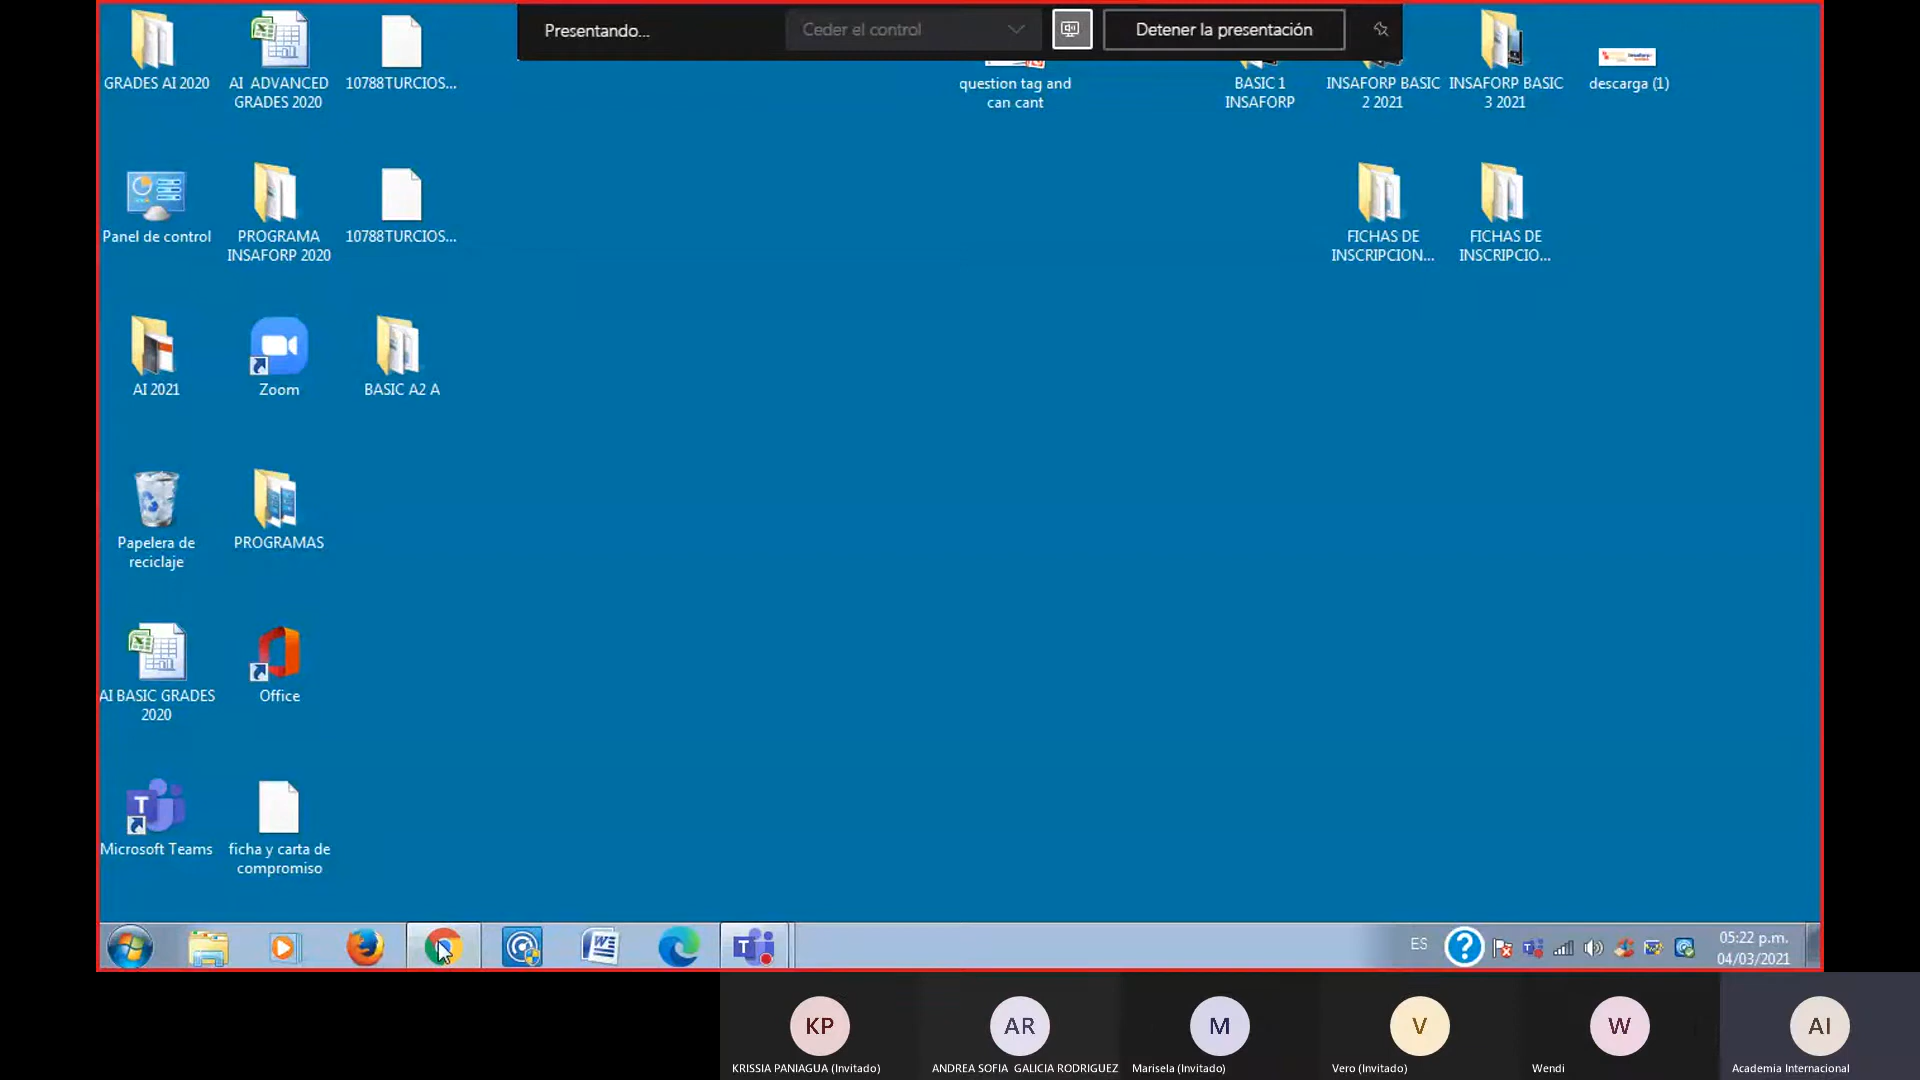 Presentando...
Ceder el control
Detener la presentación
GRADES AI 2020
AI ADVANCED
GRADES 2020
10788TURCIOS...
question tag and
can cant
BASIC 1
INSAFORP
INSAFORP BASIC
2 2021
INSAFORP BASIC
3 2021
descarga (1)
Panel de control
PROGRAMA
INSAFORP 2020
10788TURCIOS...
FICHAS DE
INSCRIPCION...
FICHAS DE
INSCRIPCIO...
AI 2021
Zoom
BASIC A2 A
Papelera de
reciclaje
PROGRAMAS
AI BASIC GRADES
2020
Office
Microsoft Teams
ficha y carta de
compromiso
ES
05:22 p.m.
04/03/2021
KP
AR
M
V
W
AI
KRISSIA PANIAGUA (Invitado)
ANDREA SOFIA GALICIA RODRIGUEZ
Marisela (Invitado)
Vero (Invitado)
Wendi
Academia Internacional